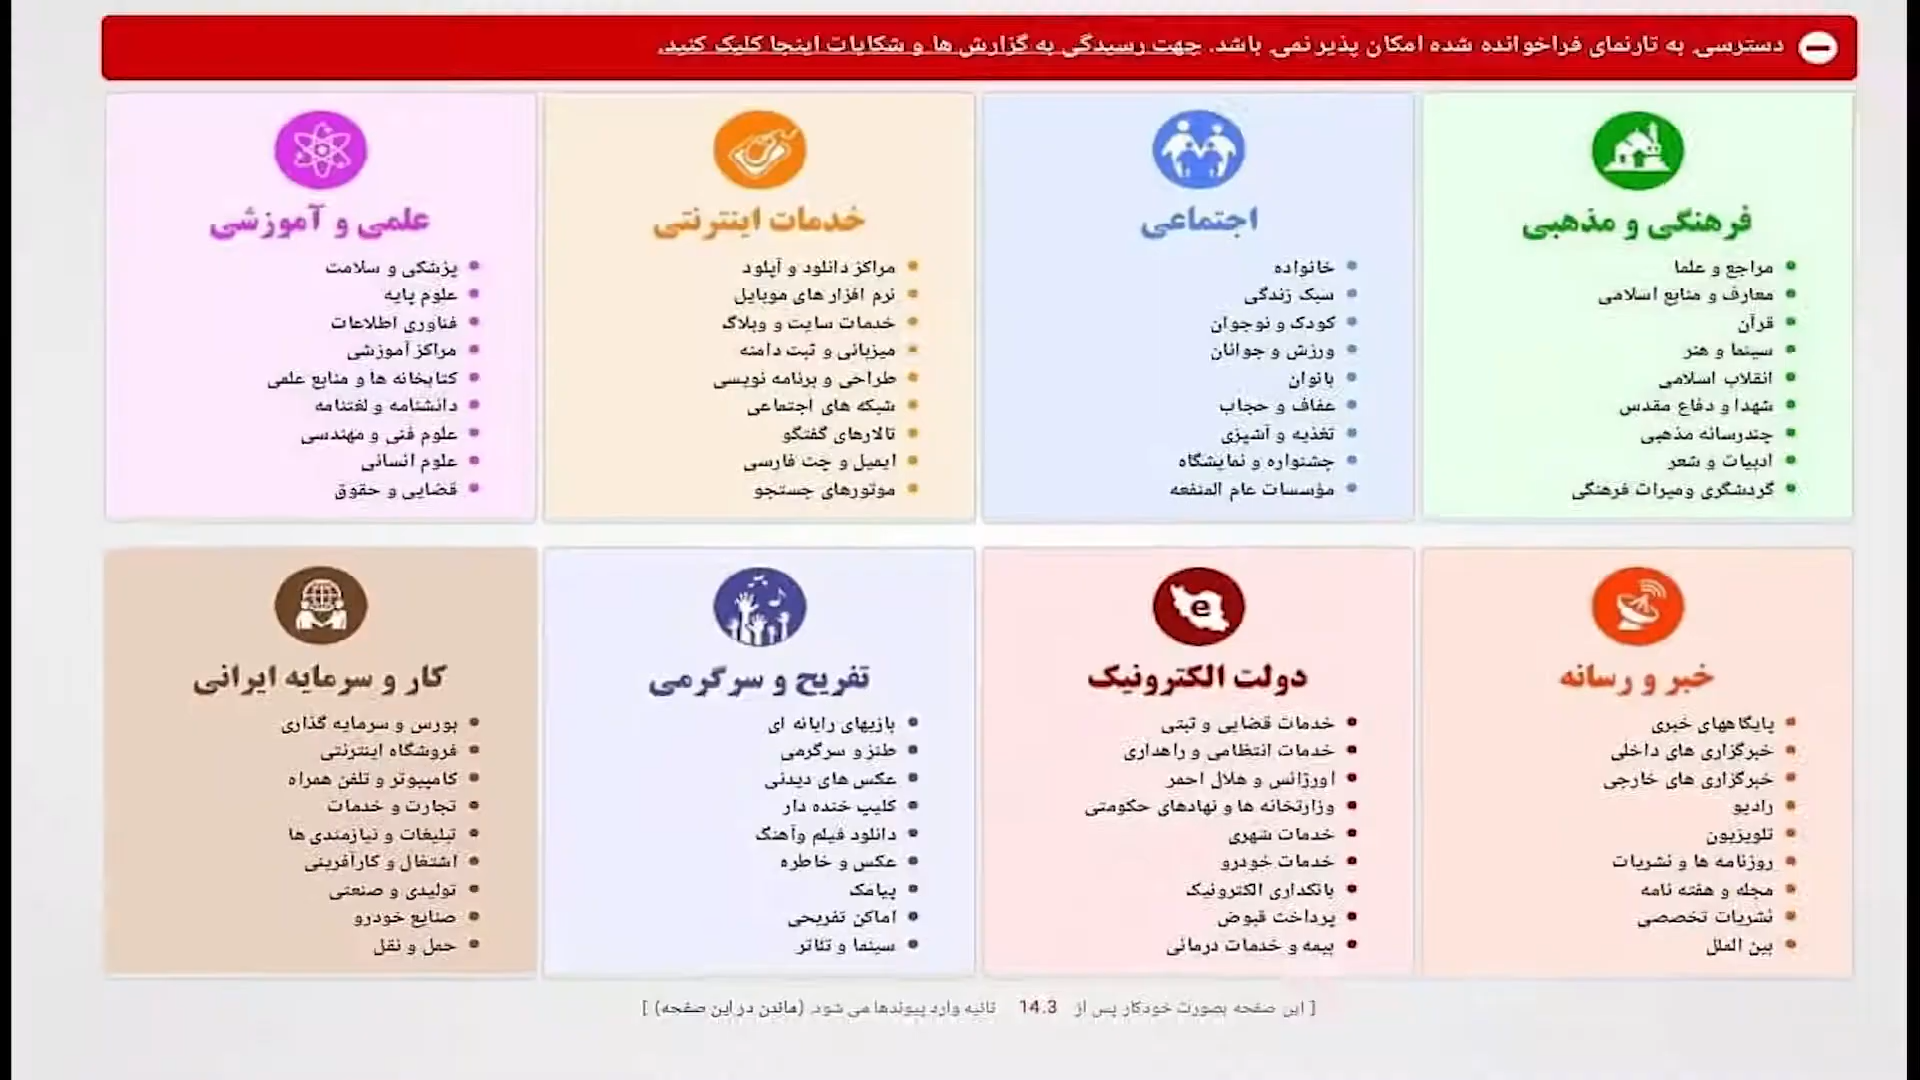 دسترسی به تارنمای فراخوانده شده امکان پذیر نمی باشد. جهت رسیدگی به گزارش ها و شکایات اینجا کلیک کنید.
فرهنگی و مذهبی
مراجع و علما
معارف و منابع اسلامی
قرآن
سینما و هنر
انقلاب اسلامی
شهدا و دفاع مقدس
چندرسانه مذهبی
ادبیات و شعر
گردشگری ومیراث فرهنگی
اجتماعی
خانواده
سبک زندگی
کودک و نوجوان
ورزش و جوانان
بانوان
عفاف و حجاب
تغذیه و آشپزی
جشنواره و نمایشگاه
مؤسسات عام المنفعه
خدمات اینترنتی
مراکز دانلود و آپلود
نرم افزار های موبایل
خدمات سایت و وبلاگ
میزبانی و ثبت دامنه
طراحی و برنامه نویسی
شبکه های اجتماعی
تالارهای گفتگو
ایمیل و چت فارسی
موتورهای جستجو
علمی و آموزشی
پزشکی و سلامت
علوم پایه
فناوری اطلاعات
مراکز آموزشی
کتابخانه ها و منابع علمی
دانشنامه و لغتنامه
علوم فنی و مهندسی
علوم انسانی
قضایی و حقوق
خبر و رسانه
پایگاههای خبری
خبرگزاری های داخلی
خبرگزاری های خارجی
رادیو
تلویزیون
روزنامه ها و نشریات
مجله و هفته نامه
نشریات تخصصی
بین الملل
دولت الکترونیک
خدمات قضایی و ثبتی
خدمات انتظامی و راهداری
اورژانس و هلال احمر
وزارتخانه ها و نهادهای حکومتی
خدمات شهری
خدمات خودرو
بانکداری الکترونیک
پرداخت قبوض
بیمه و خدمات درمانی
تفریح و سرگرمی
بازیهای رایانه ای
طنز و سرگرمی
عکس های دیدنی
کلیپ خنده دار
دانلود فیلم وآهنگ
عکس و خاطره
پیامک
اماکن تفریحی
سینما و تئاتر
کار و سرمایه ایرانی
بورس و سرمایه گذاری
فروشگاه اینترنتی
کامپیوتر و تلفن همراه
تجارت و خدمات
تبلیغات و نیازمندی ها
اشتغال و کارآفرینی
تولیدی و صنعتی
صنایع خودرو
حمل و نقل
[ این صفحه بصورت خودکار پس از 14.3 ثانیه وارد پیوندها می شود. (ماندن در این صفحه) ]